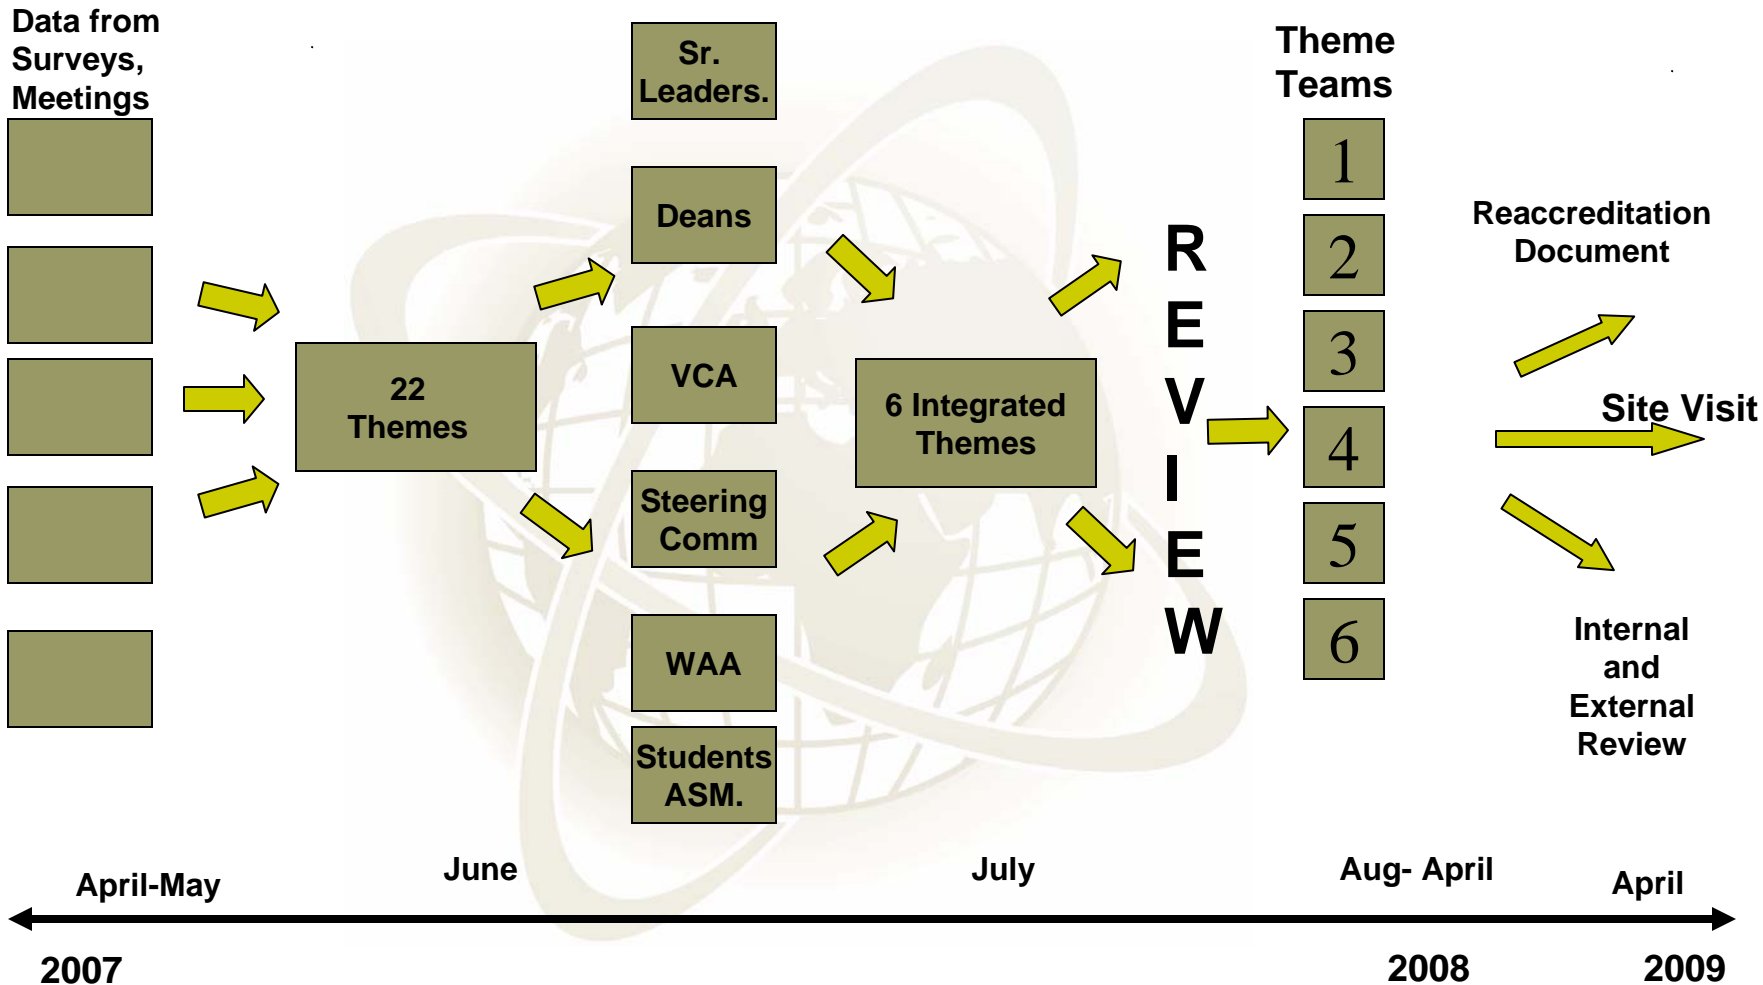 Data from
Surveys,
Meetings
22
Themes
Sr.
Leaders.
Deans
VCA
Steering
Comm
WAA
Students
ASM.
6 Integrated
Themes
R
E
V
I
E
W
Theme
Teams
1
2
3
4
5
6
Reaccreditation
Document
Site Visit
Internal
and
External
Review
April-May
June
July
Aug- April
April
2007
2008
2009